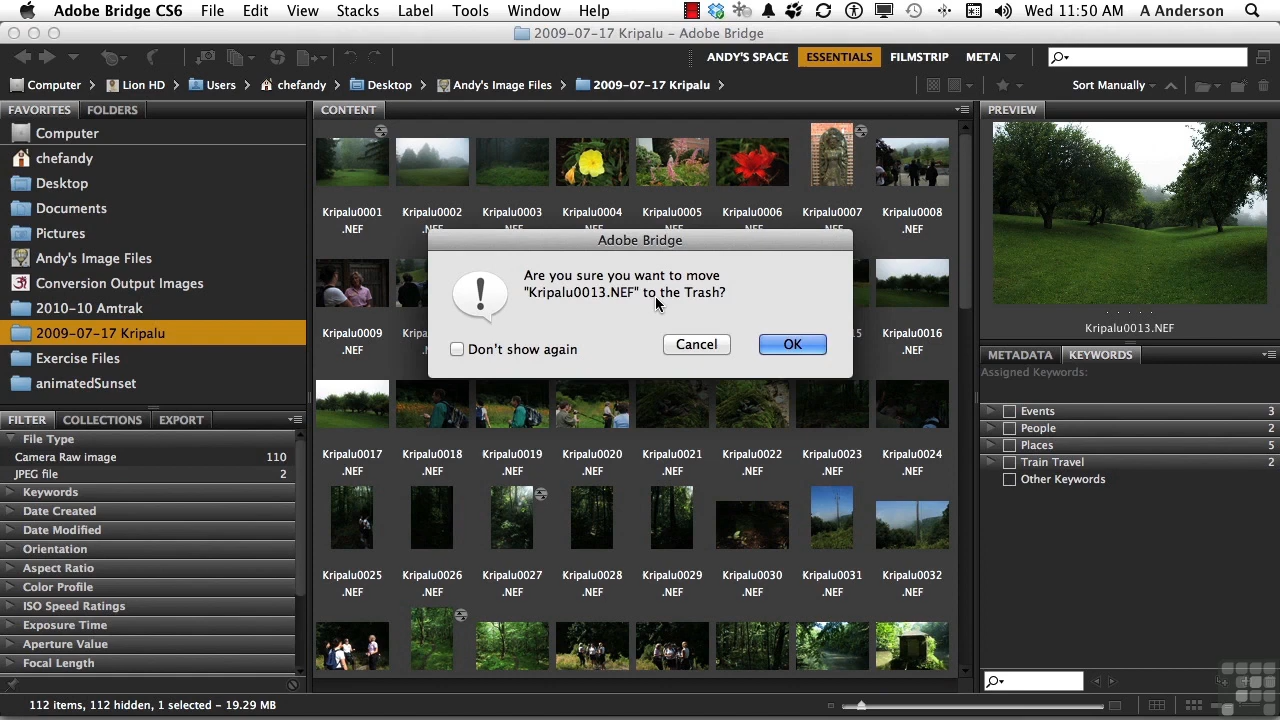 Adobe Bridge CS6 File Edit View Stacks Label Tools Window Help Wed 11:50 AM A Anderson
2009-07-17 Kripalu – Adobe Bridge
ANDY'S SPACE ESSENTIALS FILMSTRIP META
Computer Lion HD Users chefandy Desktop Andy's Image Files 2009-07-17 Kripalu Sort Manually
FAVORITES FOLDERS
Computer
chefandy
Desktop
Documents
Pictures
Andy's Image Files
Conversion Output Images
2010-10 Amtrak
2009-07-17 Kripalu
Exercise Files
animatedSunset
FILTER COLLECTIONS EXPORT
File Type
Camera Raw image 110
JPEG file 2
Keywords
Date Created
Date Modified
Orientation
Aspect Ratio
Color Profile
ISO Speed Ratings
Exposure Time
Aperture Value
Focal Length
CONTENT
Kripalu0001 Kripalu0002 Kripalu0003 Kripalu0004 Kripalu0005 Kripalu0006 Kripalu0007 Kripalu0008
.NEF .NEF .NEF .NEF .NEF .NEF .NEF .NEF
Adobe Bridge
Are you sure you want to move
"Kripalu0013.NEF" to the Trash?
Don't show again
Cancel OK
Kripalu0009 Kripalu0016
.NEF .NEF
Kripalu0017 Kripalu0018 Kripalu0019 Kripalu0020 Kripalu0021 Kripalu0022 Kripalu0023 Kripalu0024
.NEF .NEF .NEF .NEF .NEF .NEF .NEF .NEF
Kripalu0025 Kripalu0026 Kripalu0027 Kripalu0028 Kripalu0029 Kripalu0030 Kripalu0031 Kripalu0032
.NEF .NEF .NEF .NEF .NEF .NEF .NEF .NEF
PREVIEW
Kripalu0013.NEF
METADATA KEYWORDS
Assigned Keywords:
Events 3
People 2
Places 5
Train Travel 2
Other Keywords
112 items, 112 hidden, 1 selected - 19.29 MB